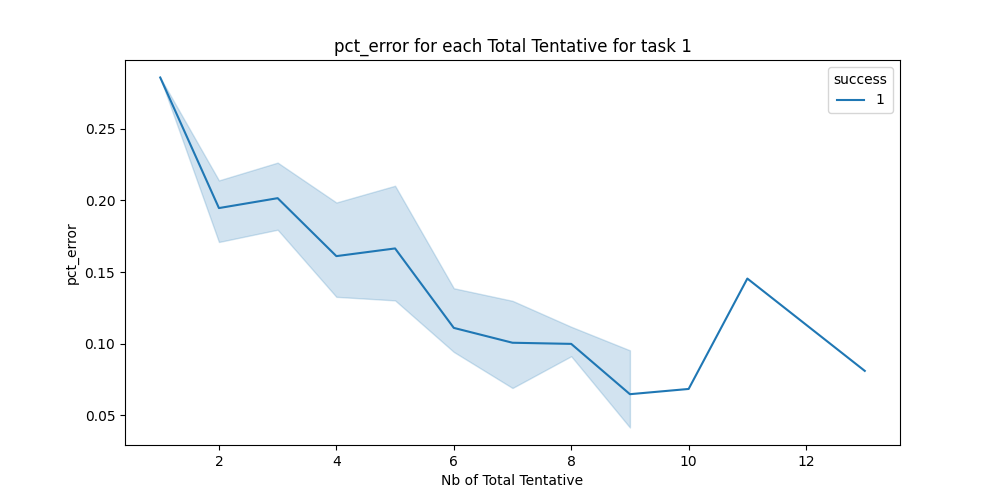 pct_error for each Total Tentative for task 1
success
1
pct_error
0.25
0.20
0.15
0.10
0.05
2 4 6 8 10 12
Nb of Total Tentative